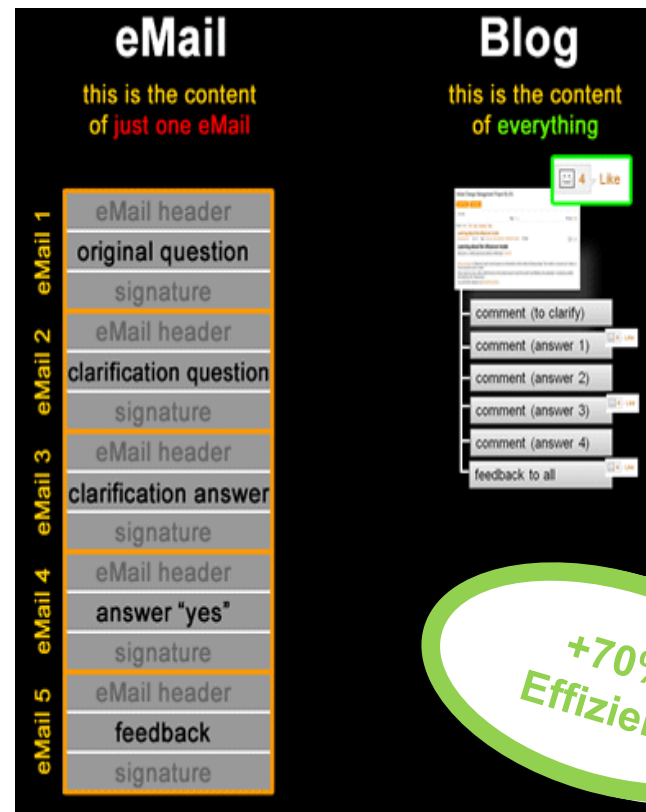 eMail
this is the content
of just one eMail
eMail 1
eMail header
original question
signature
eMail 2
eMail header
clarification question
signature
eMail 3
eMail header
clarification answer
signature
eMail 4
eMail header
answer “yes”
signature
eMail 5
eMail header
feedback
signature
Blog
this is the content
of everything
4 Like
comment (to clarify)
comment (answer 1)
comment (answer 2)
comment (answer 3)
comment (answer 4)
feedback to all
+70%
Effizien